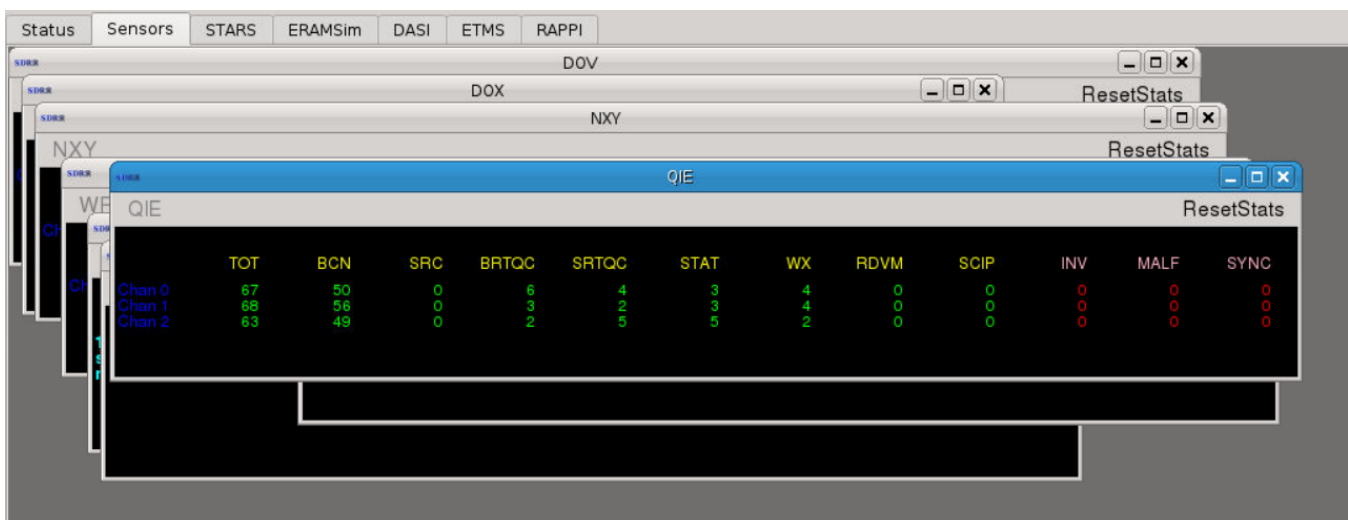 Status Sensors STARS ERAMSim DASI ETMS RAPPI
SDRR DOV
SDRR DOX
ResetStats
SDRR NXY
NXY ResetStats
SDRR
SDRR QIE
QIE ResetStats
TOT BCN SRC BRTQC SRTQC STAT WX RDVM SCIP INV MALF SYNC
Chan 0 67 50 0 6 4 3 4 0 0 0 0 0
Chan 1 68 56 0 3 2 3 4 0 0 0 0 0
Chan 2 63 49 0 2 5 5 2 0 0 0 0 0